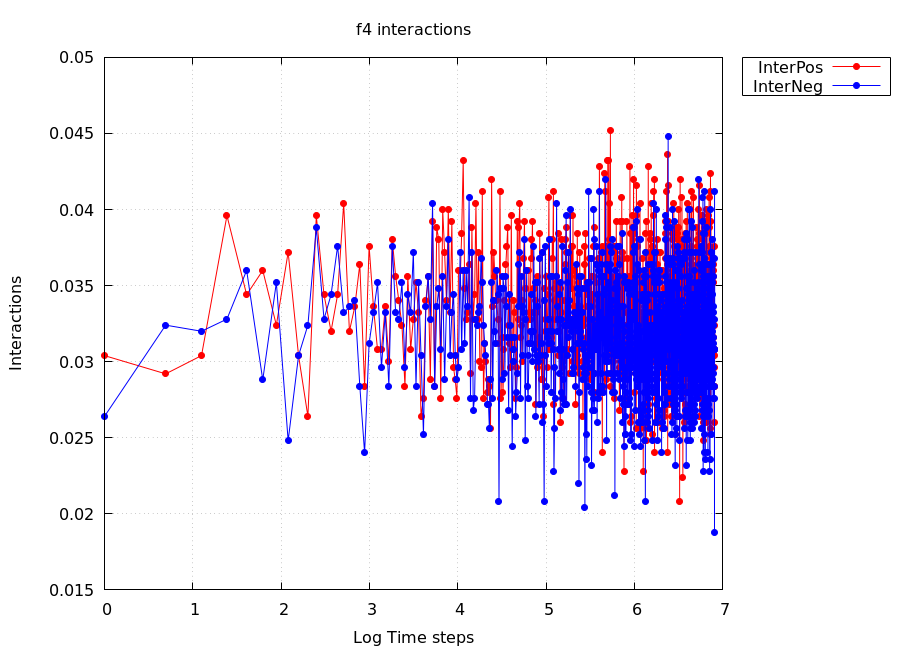 f4 interactions
InterPos
InterNeg
0.05
0.045
0.04
0.035
0.03
0.025
0.02
0.015
Interactions
0 1 2 3 4 5 6 7
Log Time steps